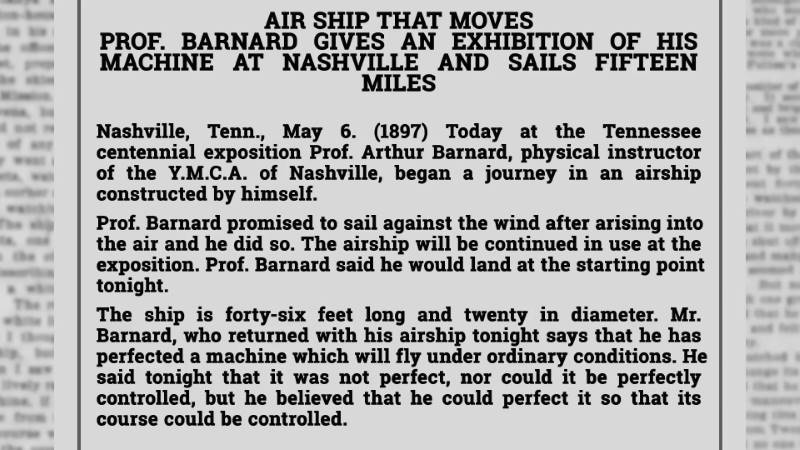 AIR SHIP THAT MOVES
PROF. BARNARD GIVES AN EXHIBITION OF HIS
MACHINE AT NASHVILLE AND SAILS FIFTEEN
MILES
Nashville, Tenn., May 6. (1897) Today at the Tennessee
centennial exposition Prof. Arthur Barnard, physical instructor
of the Y.M.C.A. of Nashville, began a journey in an airship
constructed by himself.
Prof. Barnard promised to sail against the wind after arising into
the air and he did so. The airship will be continued in use at the
exposition. Prof. Barnard said he would land at the starting point
tonight.
The ship is forty-six feet long and twenty in diameter. Mr.
Barnard, who returned with his airship tonight says that he has
perfected a machine which will fly under ordinary conditions. He
said tonight that it was not perfect, nor could it be perfectly
controlled, but he believed that he could perfect it so that its
course could be controlled.